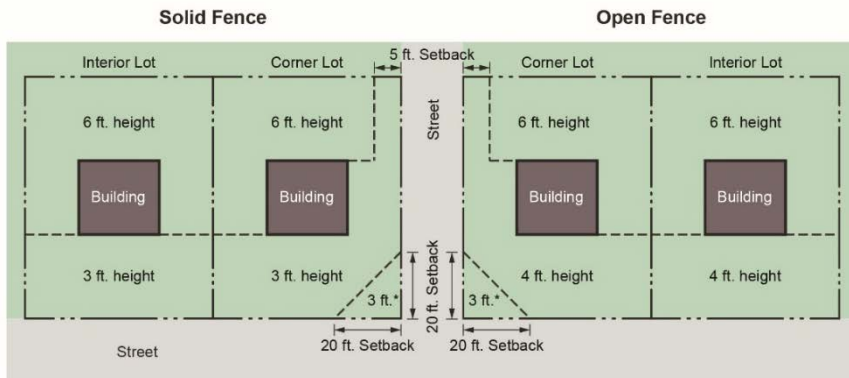 Solid Fence
Open Fence
5 ft. Setback
Interior Lot
Corner Lot
Corner Lot
Interior Lot
6 ft. height
6 ft. height
Street
6 ft. height
6 ft. height
Building
Building
Building
Building
3 ft. height
3 ft. height
3 ft.*
20 ft. Setback
3 ft.*
4 ft. height
4 ft. height
Street
20 ft. Setback
20 ft. Setback